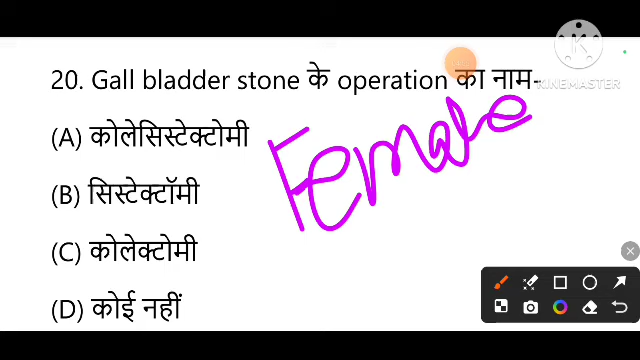 20. Gall bladder stone के operation का नाम-
KINEMASTER
(A) कोलेसिस्टेक्टोमी
Female
(B) सिस्टेक्टॉमी
(C) कोलेक्टोमी
(D) कोई नहीं